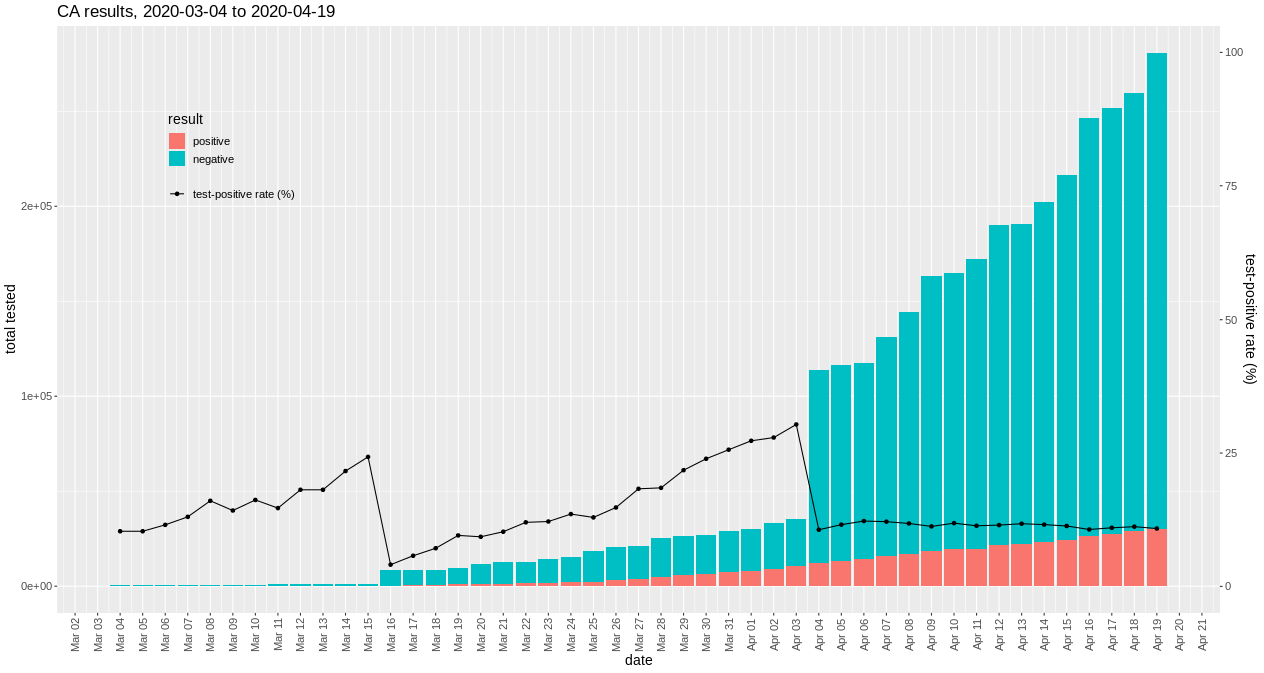 CA results, 2020-03-04 to 2020-04-19
result
positive
negative
test-positive rate (%)
total tested
2e+05
1e+05
0e+00
100
75
50
25
0
test-positive rate (%)
Mar 02
Mar 03
Mar 04
Mar 05
Mar 06
Mar 07
Mar 08
Mar 09
Mar 10
Mar 11
Mar 12
Mar 13
Mar 14
Mar 15
Mar 16
Mar 17
Mar 18
Mar 19
Mar 20
Mar 21
Mar 22
Mar 23
Mar 24
Mar 25
Mar 26
Mar 27
Mar 28
Mar 29
Mar 30
Mar 31
Apr 01
Apr 02
Apr 03
Apr 04
Apr 05
Apr 06
Apr 07
Apr 08
Apr 09
Apr 10
Apr 11
Apr 12
Apr 13
Apr 14
Apr 15
Apr 16
Apr 17
Apr 18
Apr 19
Apr 20
Apr 21
date